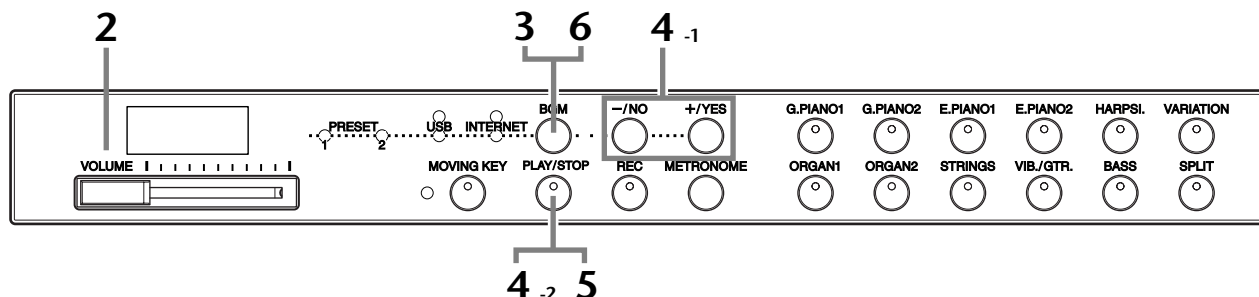 2 3 6 4 -1
BGM −/NO +/YES G.PIANO1 G.PIANO2 E.PIANO1 E.PIANO2 HARPSI. VARIATION
PRESET USB INTERNET
1 2
VOLUME MOVING KEY PLAY/STOP REC METRONOME ORGAN1 ORGAN2 STRINGS VIB./GTR. BASS SPLIT
4 -2 5